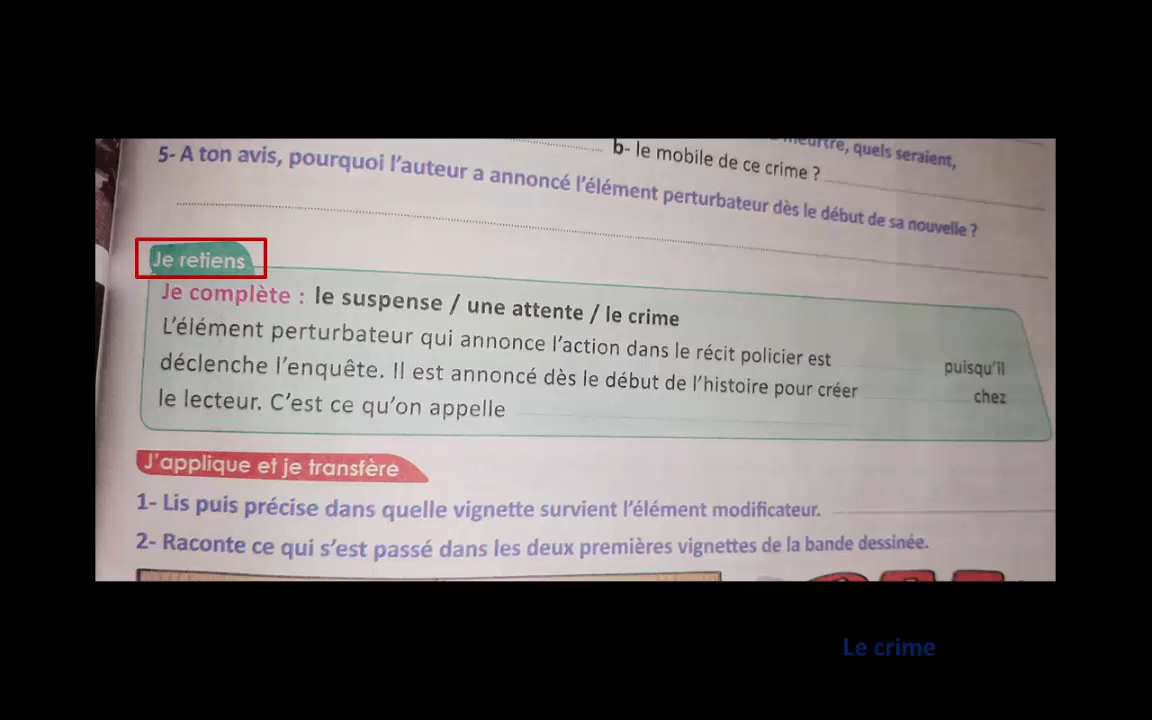 meurtre, quels seraient,
b- le mobile de ce crime ?
5- A ton avis, pourquoi l'auteur a annoncé l'élément perturbateur dès le début de sa nouvelle ?
Je retiens
Je complète : le suspense / une attente / le crime
L'élément perturbateur qui annonce l'action dans le récit policier est puisqu'il
déclenche l'enquête. Il est annoncé dès le début de l'histoire pour créer chez
le lecteur. C'est ce qu'on appelle
J'applique et je transfère
1- Lis puis précise dans quelle vignette survient l'élément modificateur.
2- Raconte ce qui s'est passé dans les deux premières vignettes de la bande dessinée.
Le crime